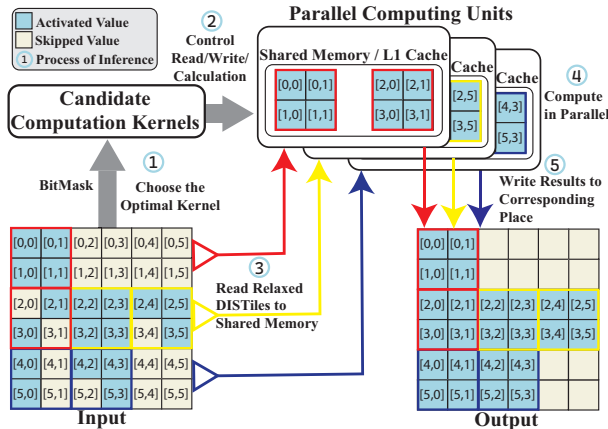 Activated Value
Skipped Value
① Process of Inference
②
Control
Read/Write/
Calculation
Parallel Computing Units
Shared Memory / L1 Cache
Cache
Cache
[0,0] [0,1] [2,0] [2,1] [2,5] [4,3]
[1,0] [1,1] [3,0] [3,1] [3,5] [5,3]
④
Compute
in Parallel
Candidate
Computation Kernels
①
BitMask
Choose the
Optimal Kernel
③
Read Relaxed
DISTiles to
Shared Memory
⑤
Write Results to
Corresponding
Place
[0,0] [0,1] [0,2] [0,3] [0,4] [0,5]
[1,0] [1,1] [1,2] [1,3] [1,4] [1,5]
[2,0] [2,1] [2,2] [2,3] [2,4] [2,5]
[3,0] [3,1] [3,2] [3,3] [3,4] [3,5]
[4,0] [4,1] [4,2] [4,3] [4,4] [4,5]
[5,0] [5,1] [5,2] [5,3] [5,4] [5,5]
Input
[0,0] [0,1]
[1,0] [1,1]
[2,0] [2,1] [2,2] [2,3] [2,4] [2,5]
[3,0] [3,1] [3,2] [3,3] [3,4] [3,5]
[4,0] [4,1] [4,2] [4,3]
[5,0] [5,1] [5,2] [5,3]
Output